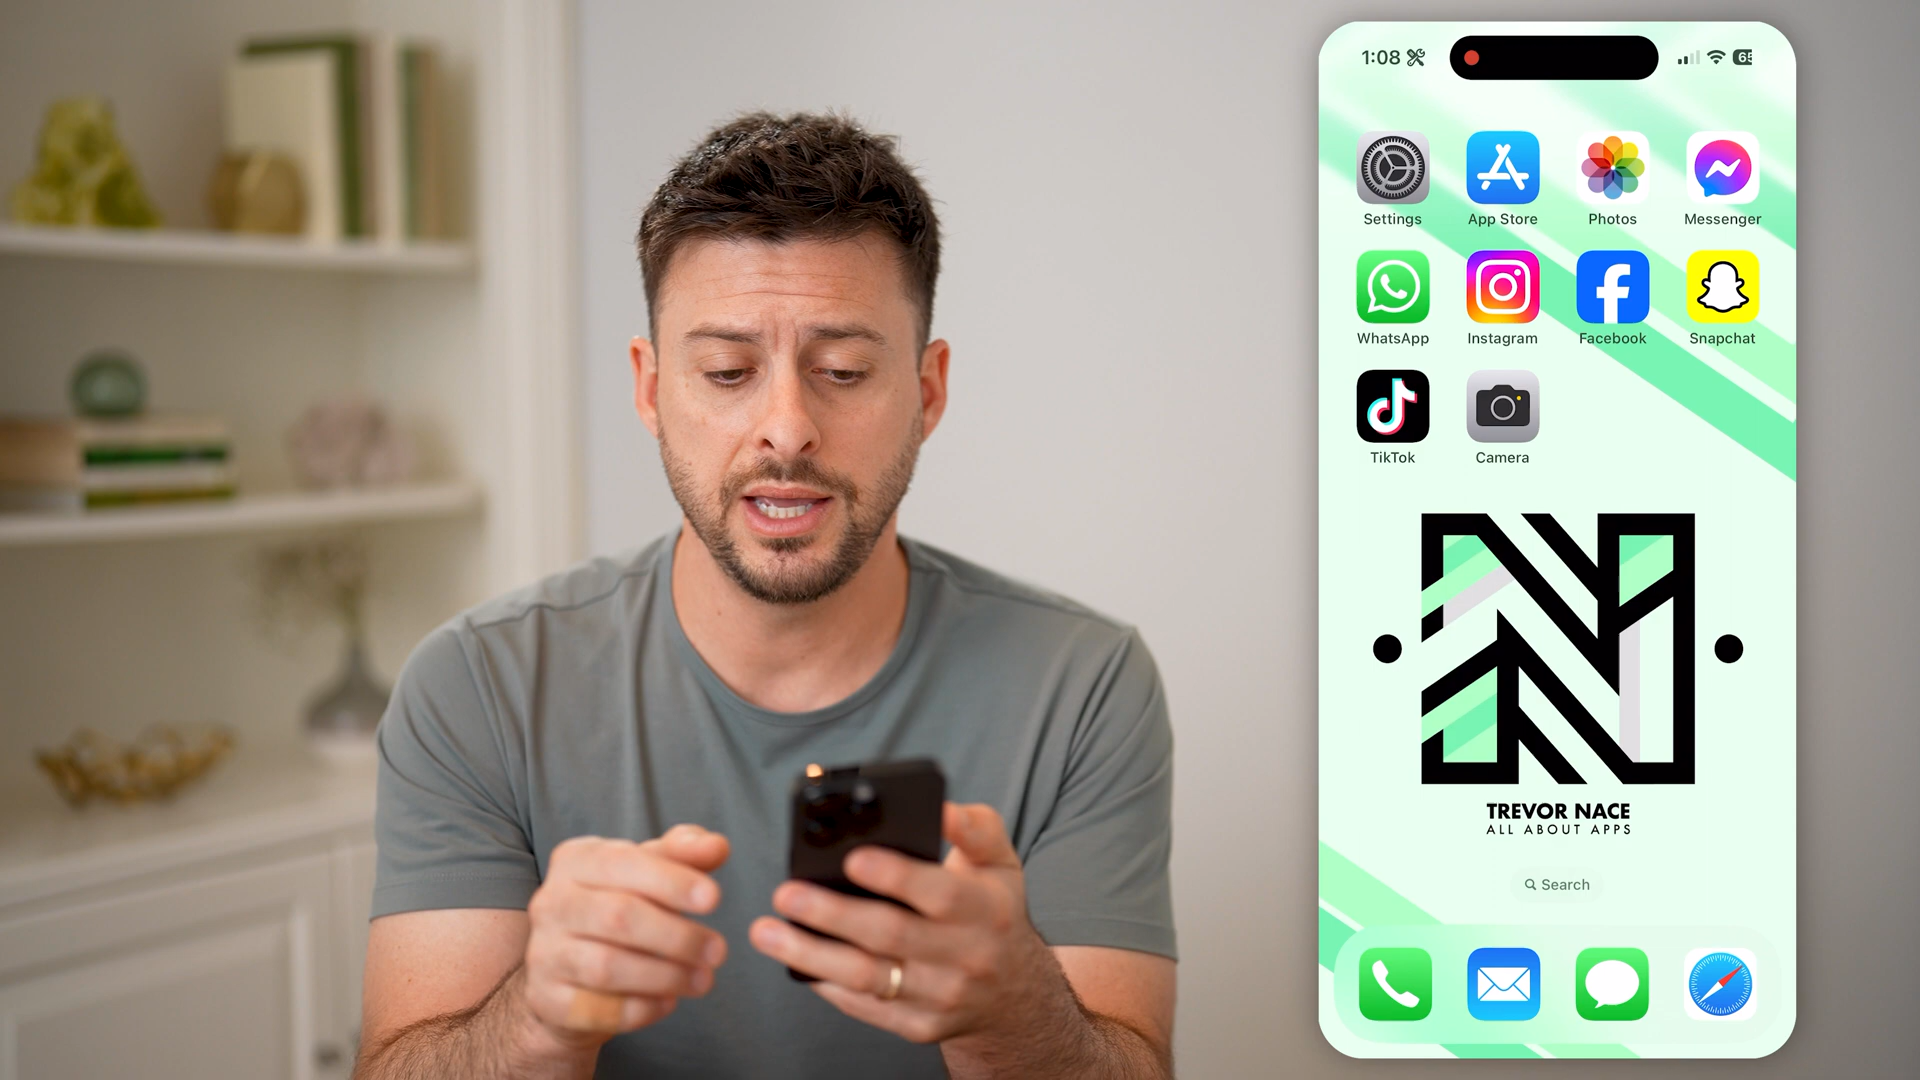 1:08
65
Settings App Store Photos Messenger
WhatsApp Instagram Facebook Snapchat
TikTok Camera
TREVOR NACE
ALL ABOUT APPS
Search